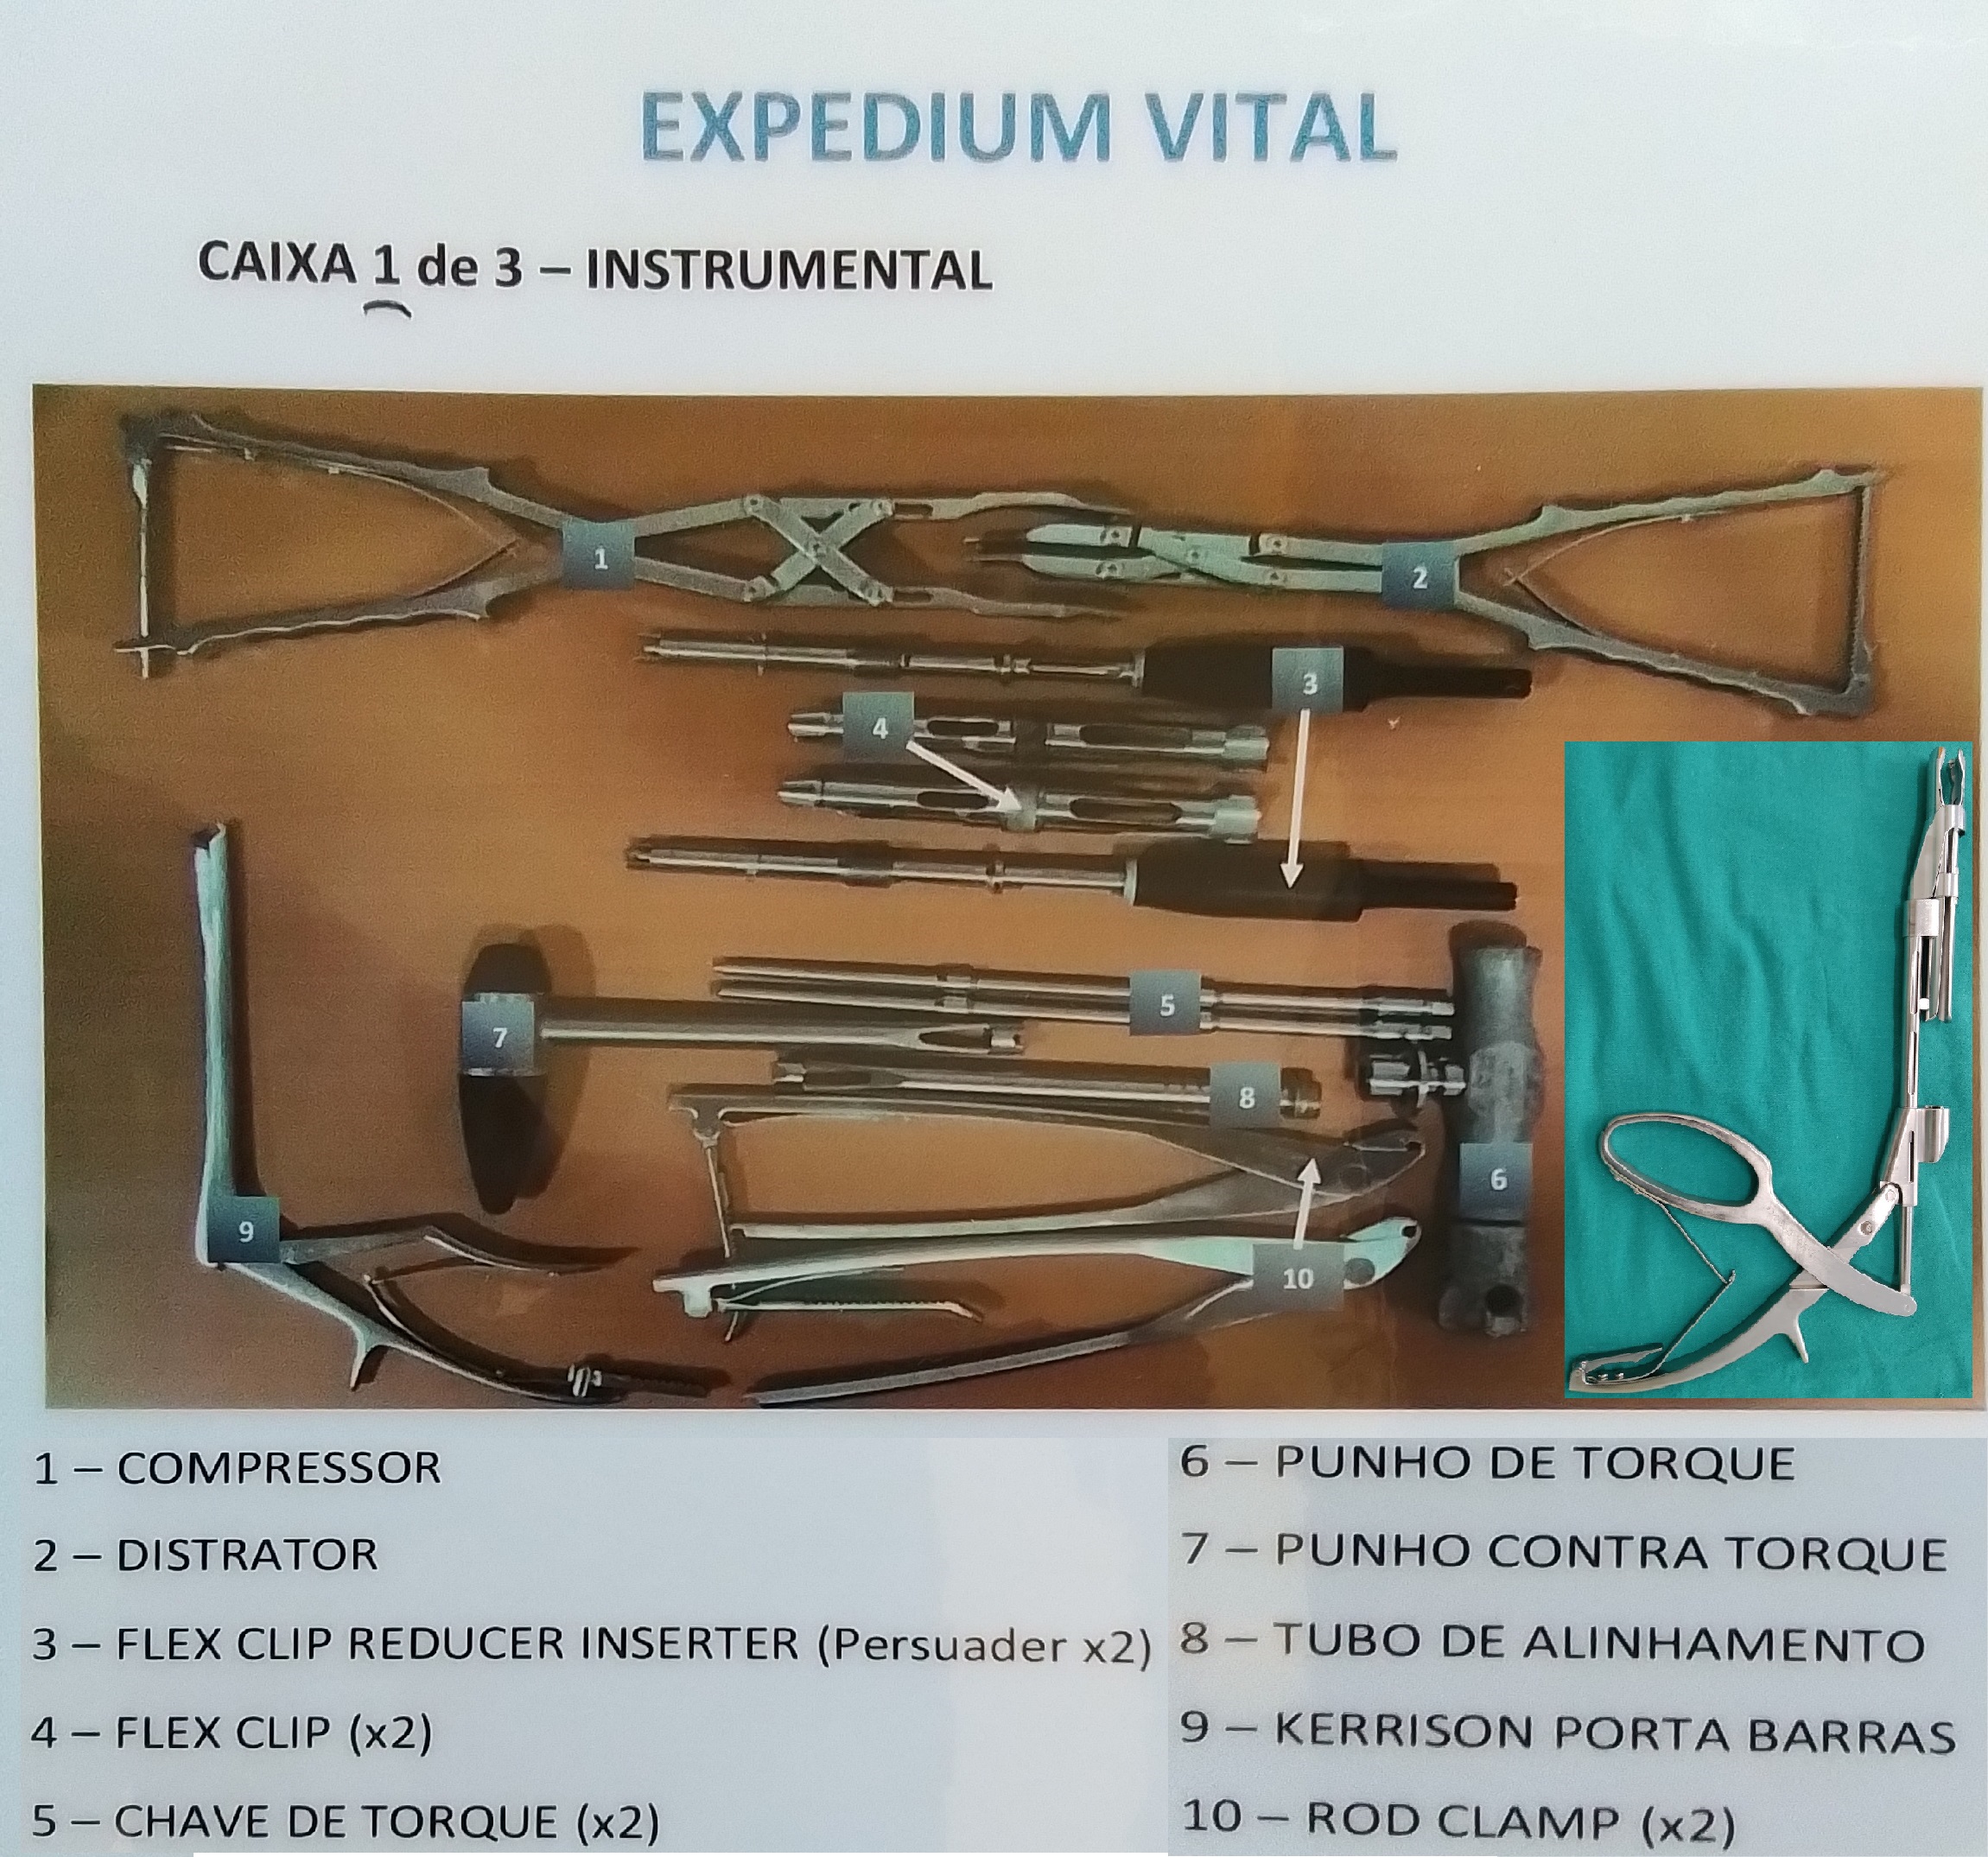 EXPEDIUM VITAL
CAIXA 1 de 3 – INSTRUMENTAL
1
2
3
4
5
7
8
6
9
10
1 – COMPRESSOR
2 – DISTRATOR
3 – FLEX CLIP REDUCER INSERTER (Persuader x2)
4 – FLEX CLIP (x2)
5 – CHAVE DE TORQUE (x2)
6 – PUNHO DE TORQUE
7 – PUNHO CONTRA TORQUE
8 – TUBO DE ALINHAMENTO
9 – KERRISON PORTA BARRAS
10 – ROD CLAMP (x2)